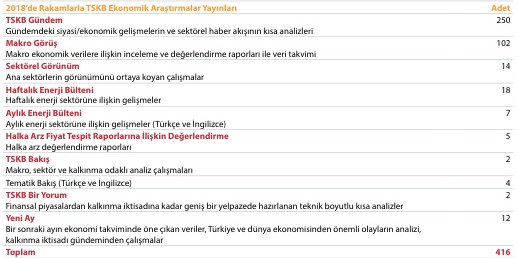 2018'de Rakamlarla TSKB Ekonomik Araştırmalar Yayınları Adet
TSKB Gündem 250
Gündemdeki siyasi/ekonomik gelişmelerin ve sektörel haber akışının kısa analizleri
Makro Görüş 102
Makro ekonomik verilere ilişkin inceleme ve değerlendirme raporları ile veri takvimi
Sektörel Görünüm 14
Ana sektörlerin görünümünü ortaya koyan çalışmalar
Haftalık Enerji Bülteni 18
Haftalık enerji sektörüne ilişkin gelişmeler
Aylık Enerji Bülteni 7
Aylık enerji sektörüne ilişkin gelişmeler (Türkçe ve İngilizce)
Halka Arz Fiyat Tespit Raporlarına İlişkin Değerlendirme 5
Halka arz değerlendirme raporları
TSKB Bakış 2
Makro, sektör ve kalkınma odaklı analiz çalışmaları
Tematik Bakış (Türkçe ve İngilizce) 4
TSKB Bir Yorum 2
Finansal piyasalardan kalkınma iktisadına kadar geniş bir yelpazede hazırlanan teknik boyutlu kısa analizler
Yeni Ay 12
Bir sonraki ayın ekonomi takviminde öne çıkan veriler, Türkiye ve dünya ekonomisinden önemli olayların analizi,
kalkınma iktisadı gündeminden çalışmalar
Toplam 416